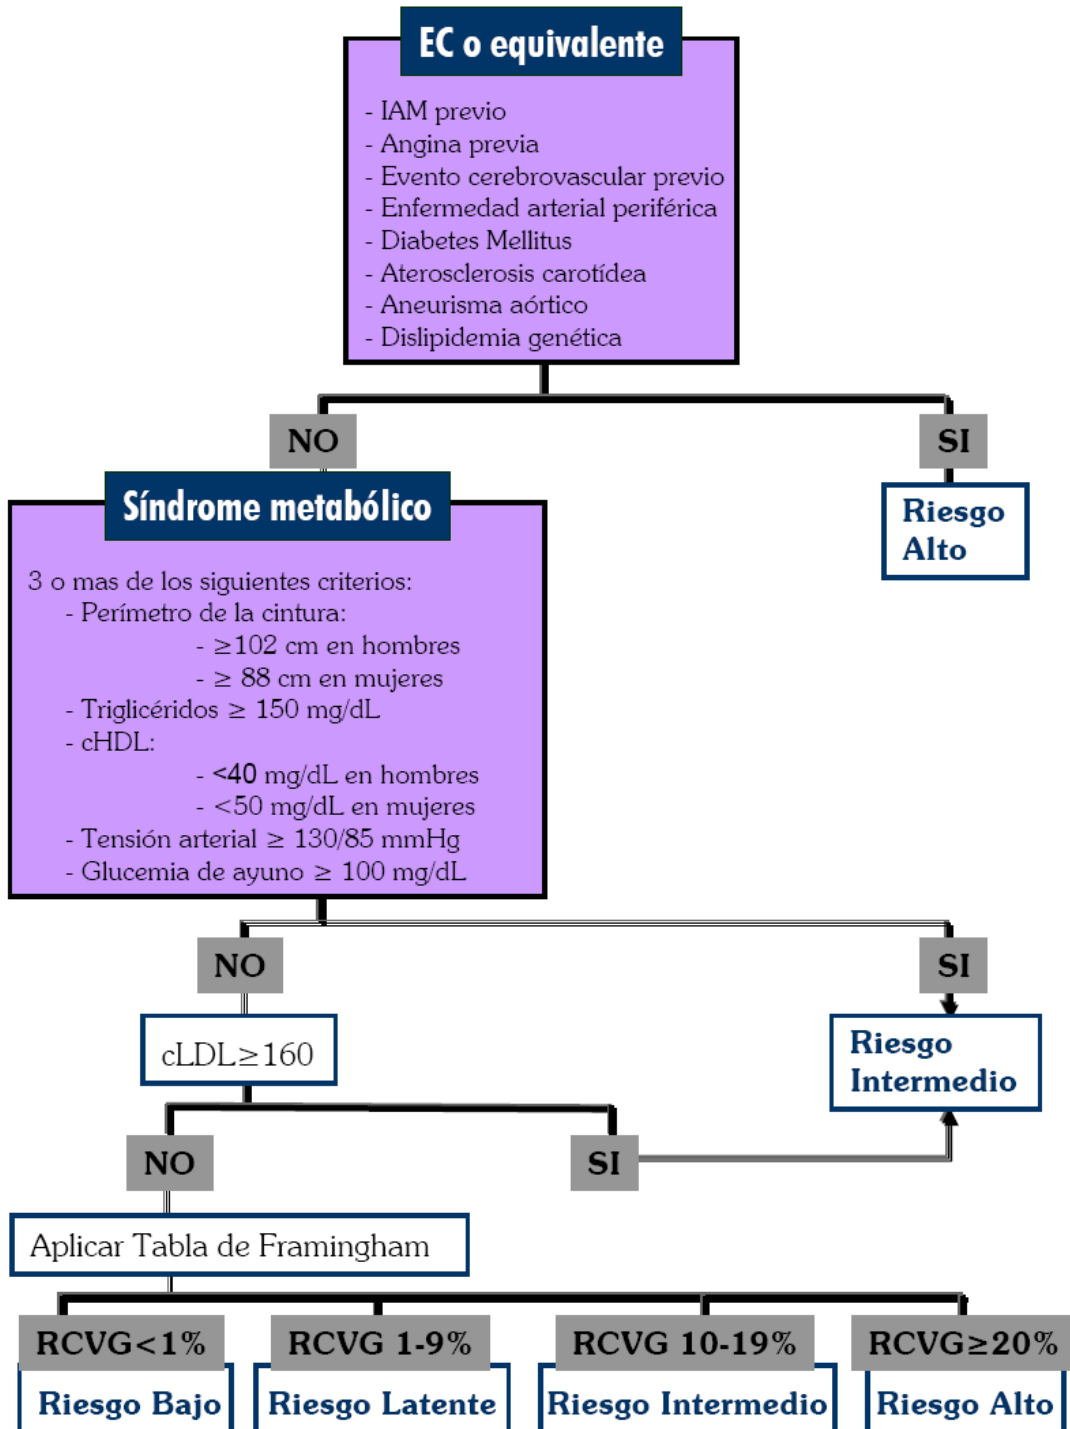 EC o equivalente
- IAM previo
- Angina previa
- Evento cerebrovascular previo
- Enfermedad arterial periférica
- Diabetes Mellitus
- Aterosclerosis carotídea
- Aneurisma aórtico
- Dislipidemia genética
NO
SI
Riesgo
Alto
Síndrome metabólico
3 o mas de los siguientes criterios:
- Perímetro de la cintura:
- ≥102 cm en hombres
- ≥ 88 cm en mujeres
- Triglicéridos ≥ 150 mg/dL
- cHDL:
- <40 mg/dL en hombres
- <50 mg/dL en mujeres
- Tensión arterial ≥ 130/85 mmHg
- Glucemia de ayuno ≥ 100 mg/dL
NO
SI
cLDL≥160
Riesgo
Intermedio
NO
SI
Aplicar Tabla de Framingham
RCVG<1%
RCVG 1-9%
RCVG 10-19%
RCVG≥20%
Riesgo Bajo
Riesgo Latente
Riesgo Intermedio
Riesgo Alto